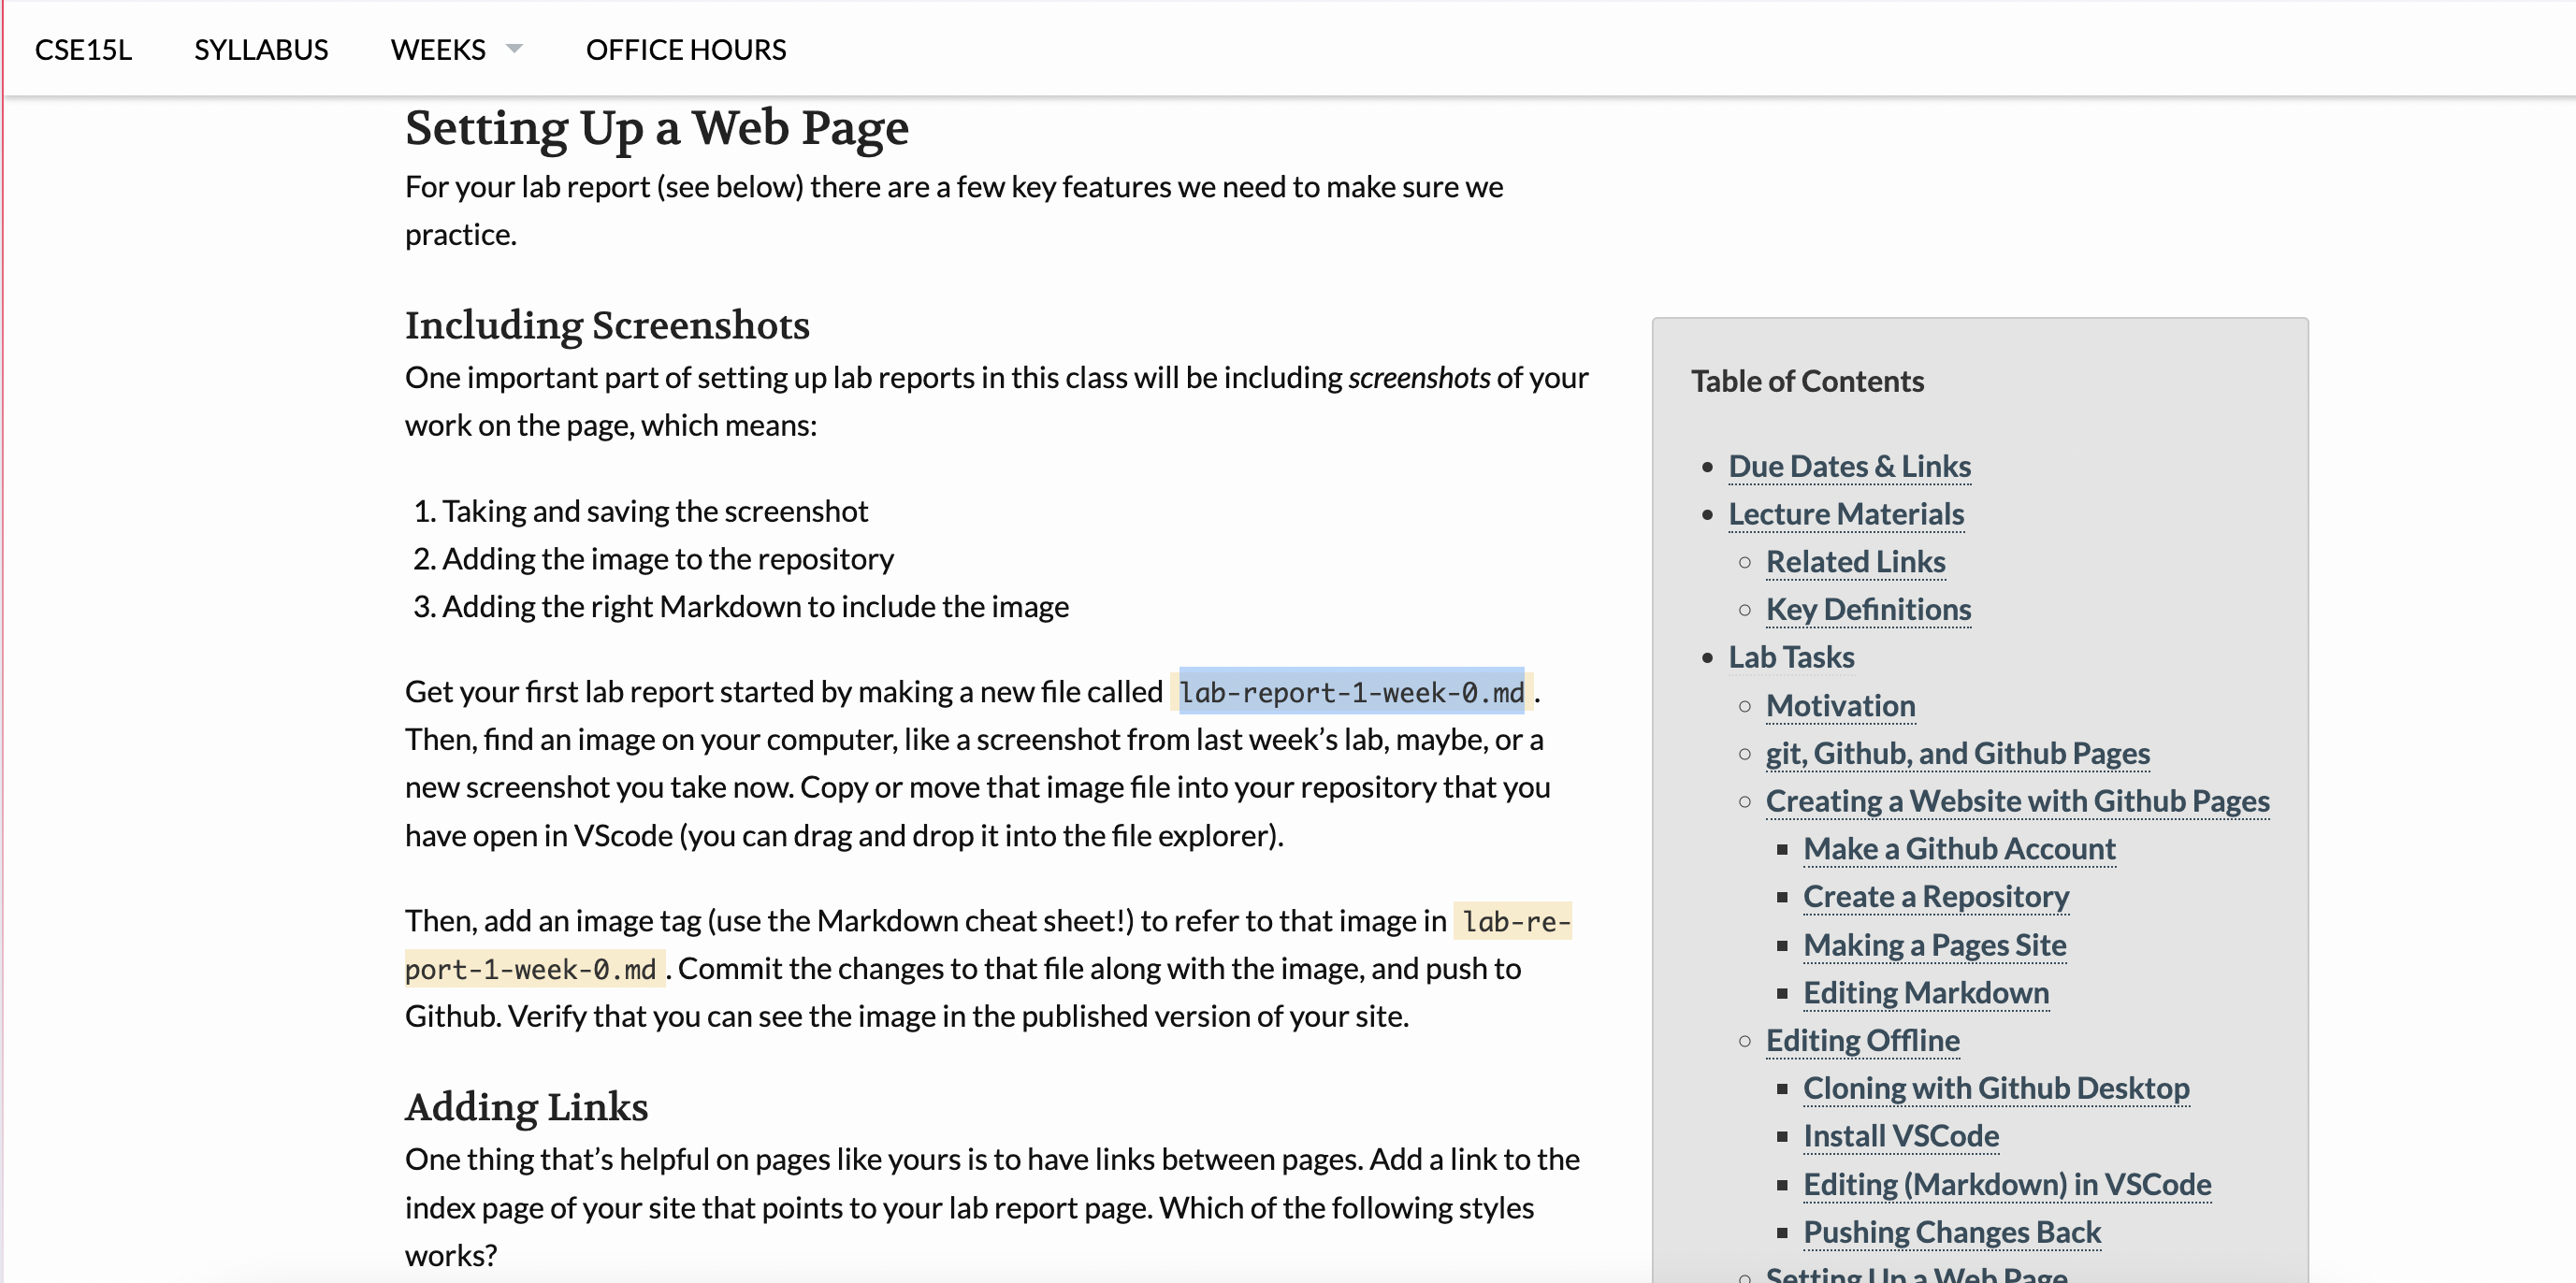 CSE15L SYLLABUS WEEKS OFFICE HOURS
Setting Up a Web Page
For your lab report (see below) there are a few key features we need to make sure we
practice.
Including Screenshots
One important part of setting up lab reports in this class will be including screenshots of your
work on the page, which means:
1. Taking and saving the screenshot
2. Adding the image to the repository
3. Adding the right Markdown to include the image
Get your first lab report started by making a new file called lab-report-1-week-0.md.
Then, find an image on your computer, like a screenshot from last week’s lab, maybe, or a
new screenshot you take now. Copy or move that image file into your repository that you
have open in VScode (you can drag and drop it into the file explorer).
Then, add an image tag (use the Markdown cheat sheet!) to refer to that image in lab-re-
port-1-week-0.md. Commit the changes to that file along with the image, and push to
Github. Verify that you can see the image in the published version of your site.
Adding Links
One thing that’s helpful on pages like yours is to have links between pages. Add a link to the
index page of your site that points to your lab report page. Which of the following styles
works?
Table of Contents
Due Dates & Links
Lecture Materials
Related Links
Key Definitions
Lab Tasks
Motivation
git, Github, and Github Pages
Creating a Website with Github Pages
Make a Github Account
Create a Repository
Making a Pages Site
Editing Markdown
Editing Offline
Cloning with Github Desktop
Install VSCode
Editing (Markdown) in VSCode
Pushing Changes Back
Setting Up a Web Page